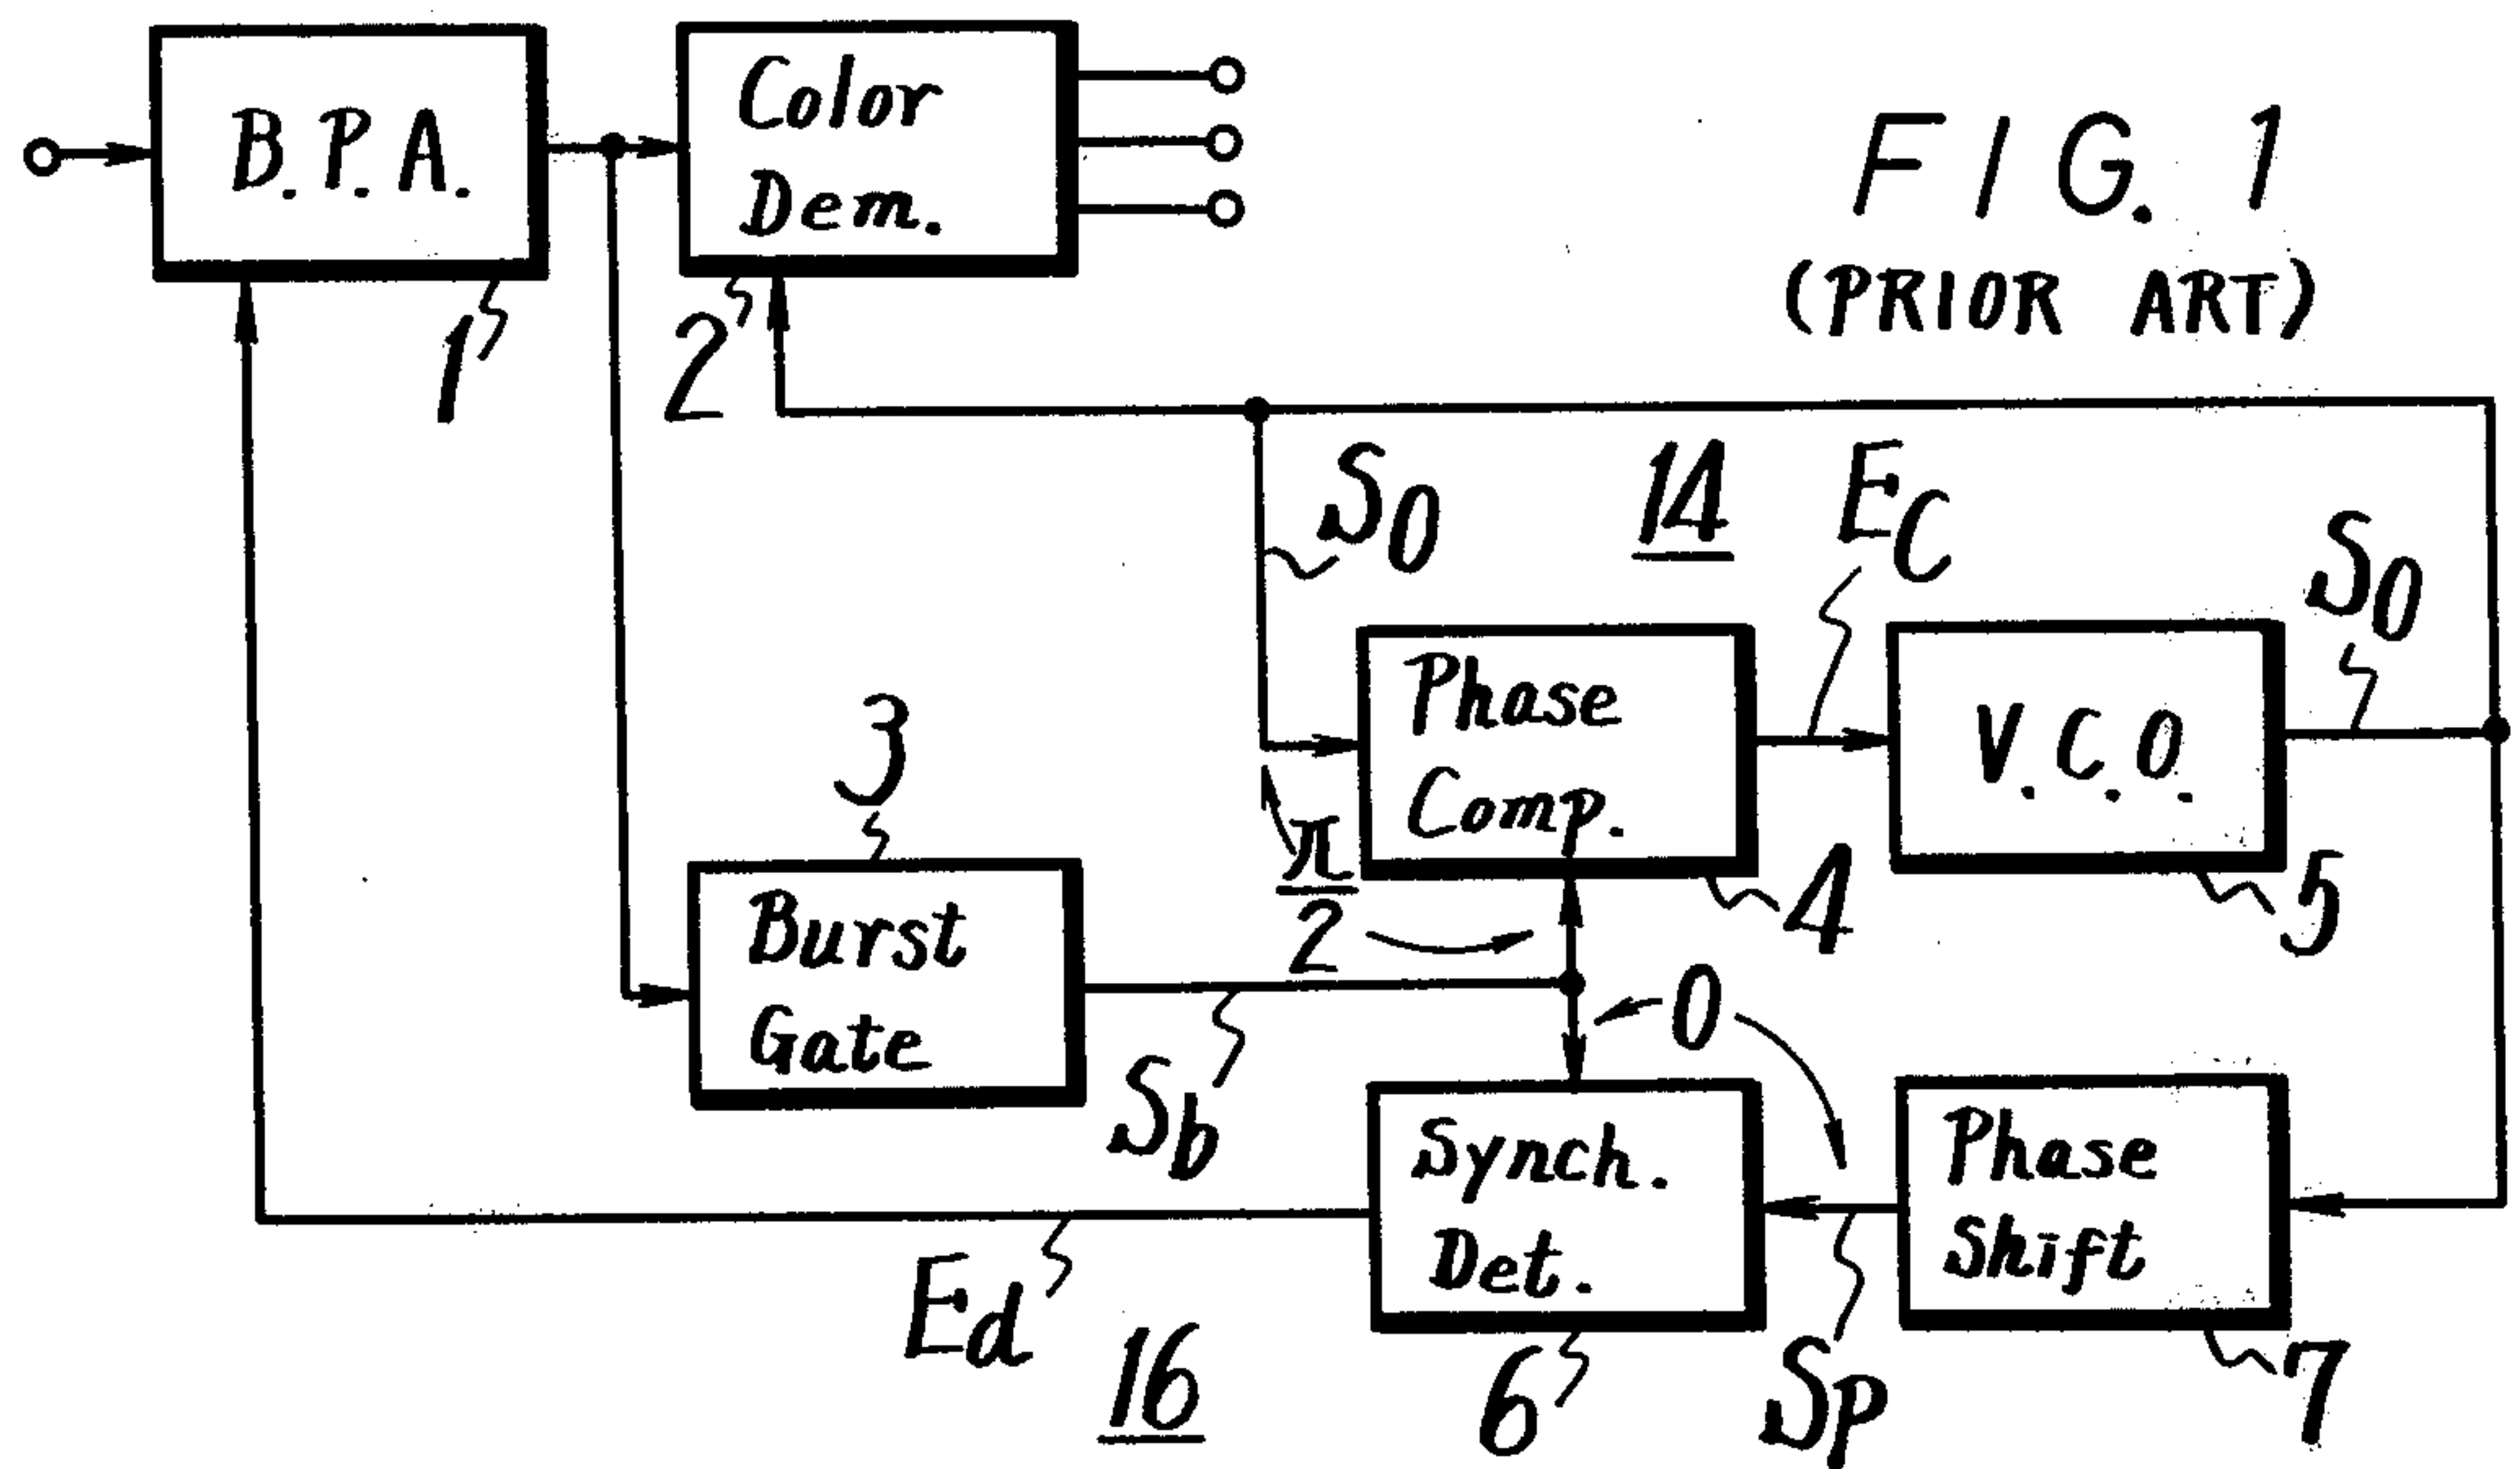 B.P.A.
Color
Dem.
FIG. 1
(PRIOR ART)
1
2
S0
14
EC
S0
Phase
Comp.
V.C.O.
3
π
2
4
5
Burst
Gate
0
Sb
Synch.
Det.
Phase
Shift
Ed
16
6
SP
7